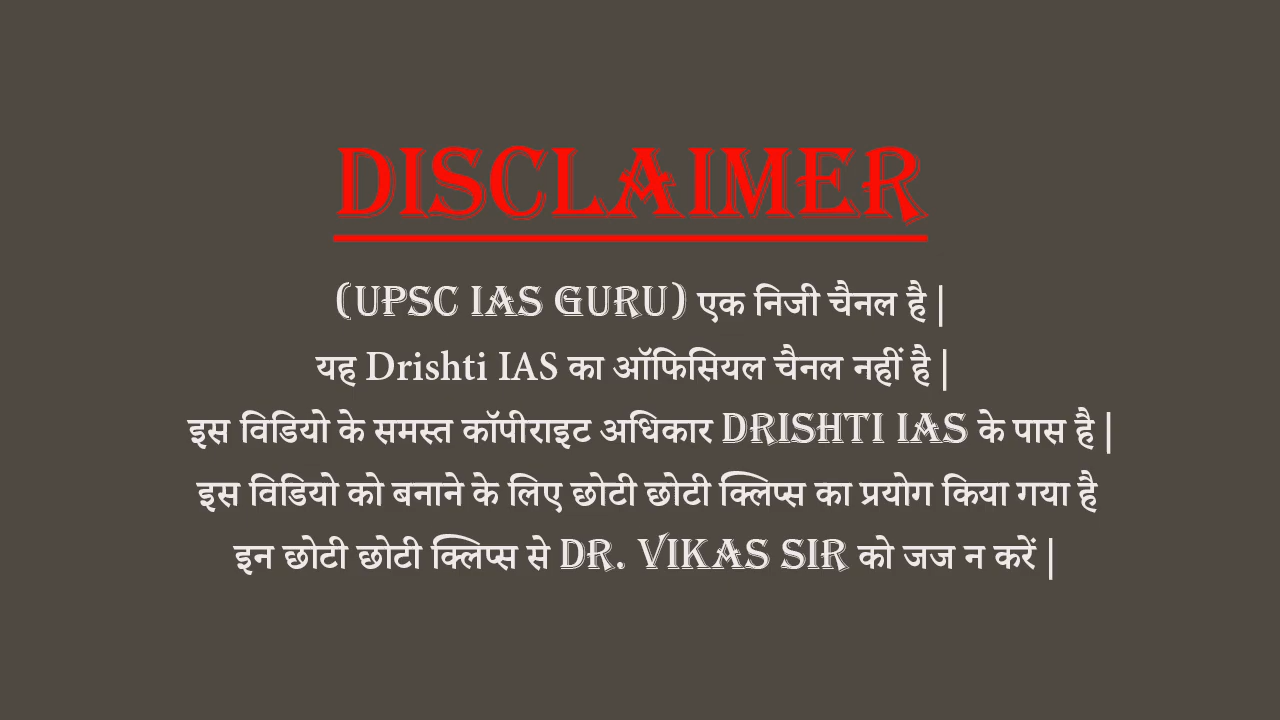 DISCLAIMER
(UPSC IAS GURU) एक निजी चैनल है |
यह Drishti IAS का ऑफिसियल चैनल नहीं है |
इस विडियो के समस्त कॉपीराइट अधिकार DRISHTI IAS के पास है |
इस विडियो को बनाने के लिए छोटी छोटी क्लिप्स का प्रयोग किया गया है
इन छोटी छोटी क्लिप्स से DR. VIKAS SIR को जज न करें |